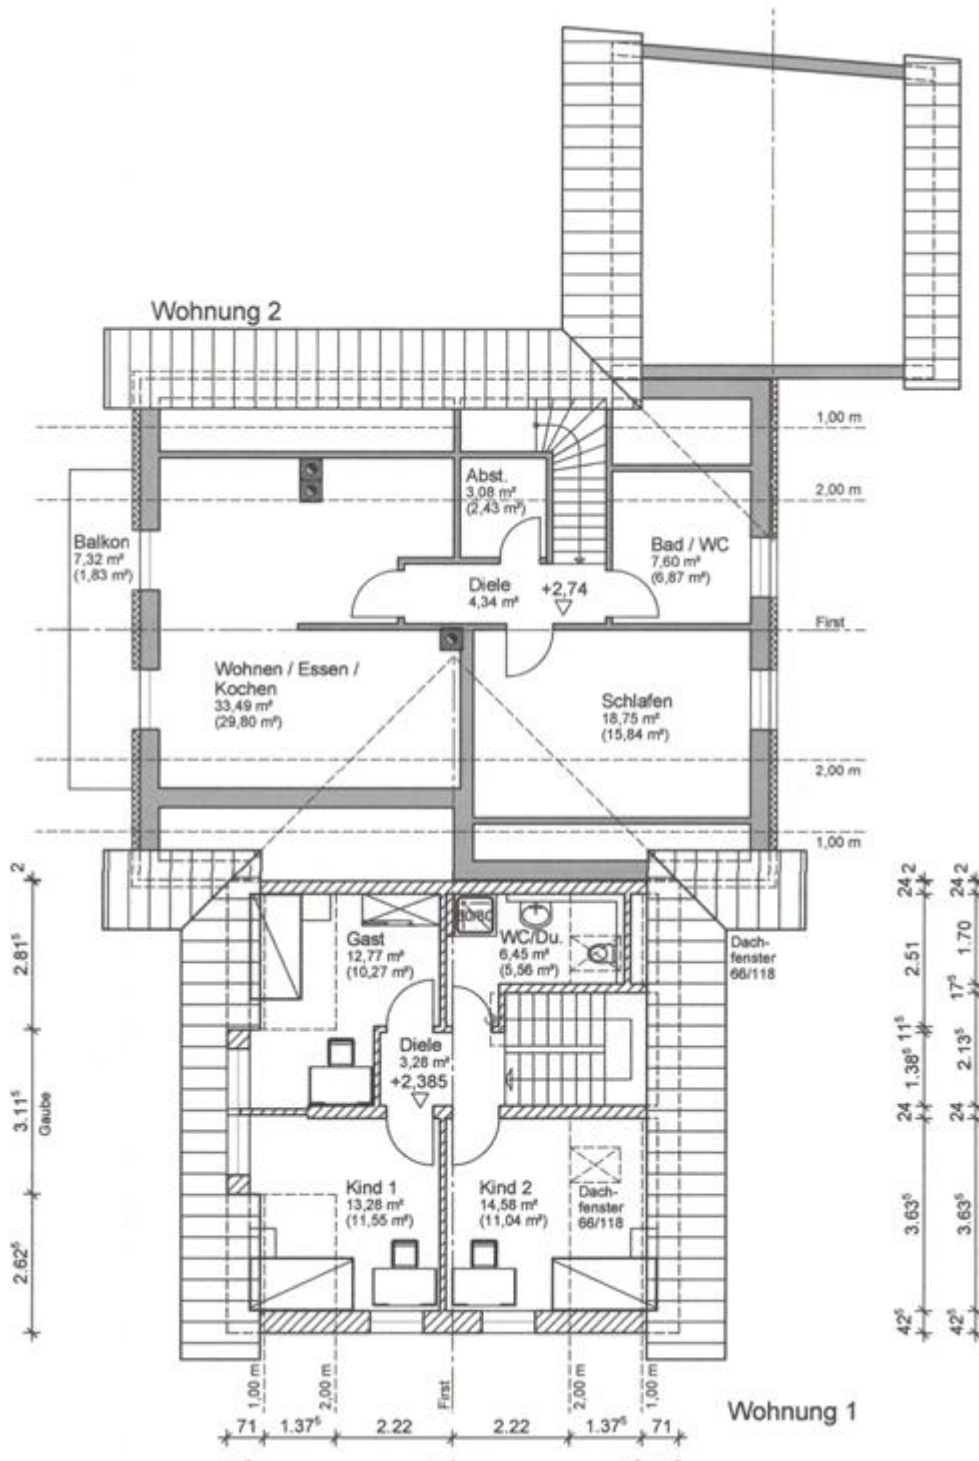 Wohnung 2
1,00 m
Abst.
3,08 m²
(2,43 m²)
2,00 m
Balkon
7,32 m²
(1,83 m²)
Bad / WC
7,60 m²
(6,87 m²)
Diele
4,34 m²
+2,74
First
Wohnen / Essen /
Kochen
33,49 m²
(29,80 m²)
Schlafen
18,75 m²
(15,84 m²)
2,00 m
1,00 m
2
2.81⁵
3.11⁵
Gaube
2.62⁵
Gast
12,77 m²
(10,27 m²)
WC/Du.
6,45 m²
(5,56 m²)
Dach-
fenster
66/118
Diele
3,28 m²
+2,385
Kind 1
13,28 m²
(11,55 m²)
Kind 2
14,58 m²
(11,04 m²)
Dach-
fenster
66/118
24 2
2.51
11⁵
1.38⁵
24
3.63⁵
42⁵
24 2
1.70
17⁵
2.13⁵
24
3.63⁵
42⁵
1,00 m
2,00 m
First
2,00 m
1,00 m
Wohnung 1
71
1.37⁵
2.22
2.22
1.37⁵
71